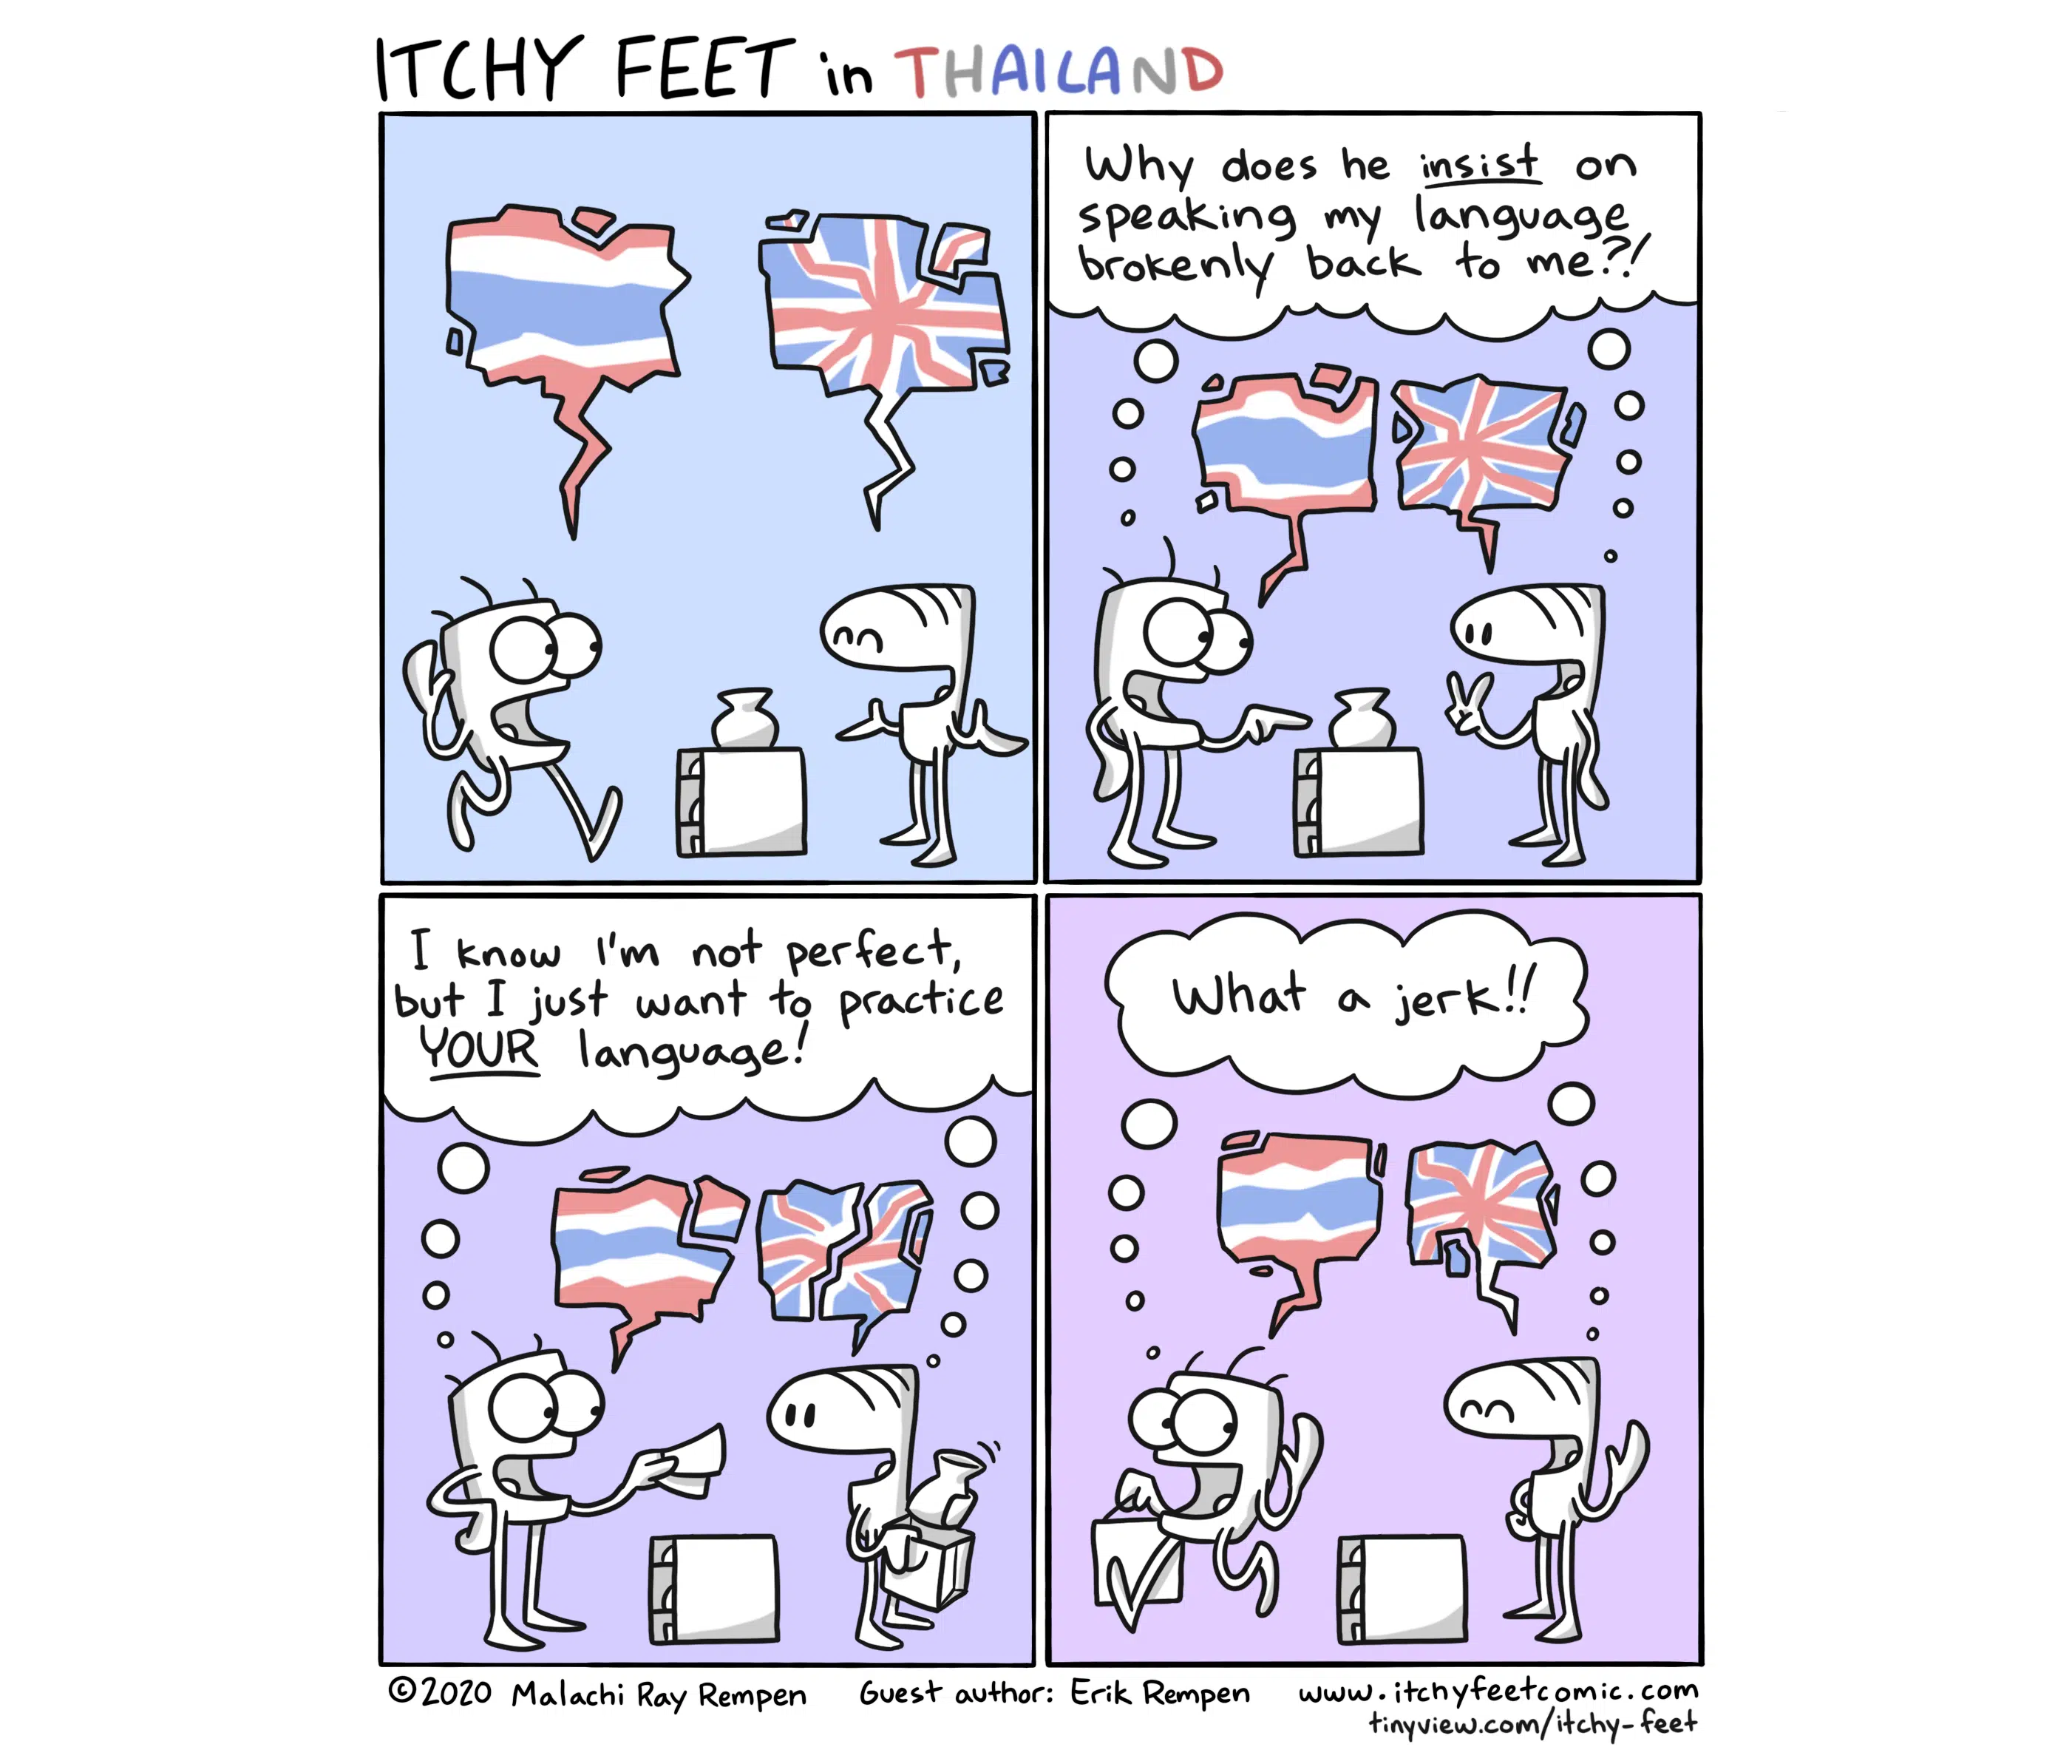 ITCHY FEET in THAILAND
Why does he insist on
speaking my language
brokenly back to me?!
I know I'm not perfect,
but I just want to practice
YOUR language!
What a jerk!!
©2020 Malachi Ray Rempen Guest author: Erik Rempen www.itchyfeetcomic.com
tinyview.com/itchy-feet